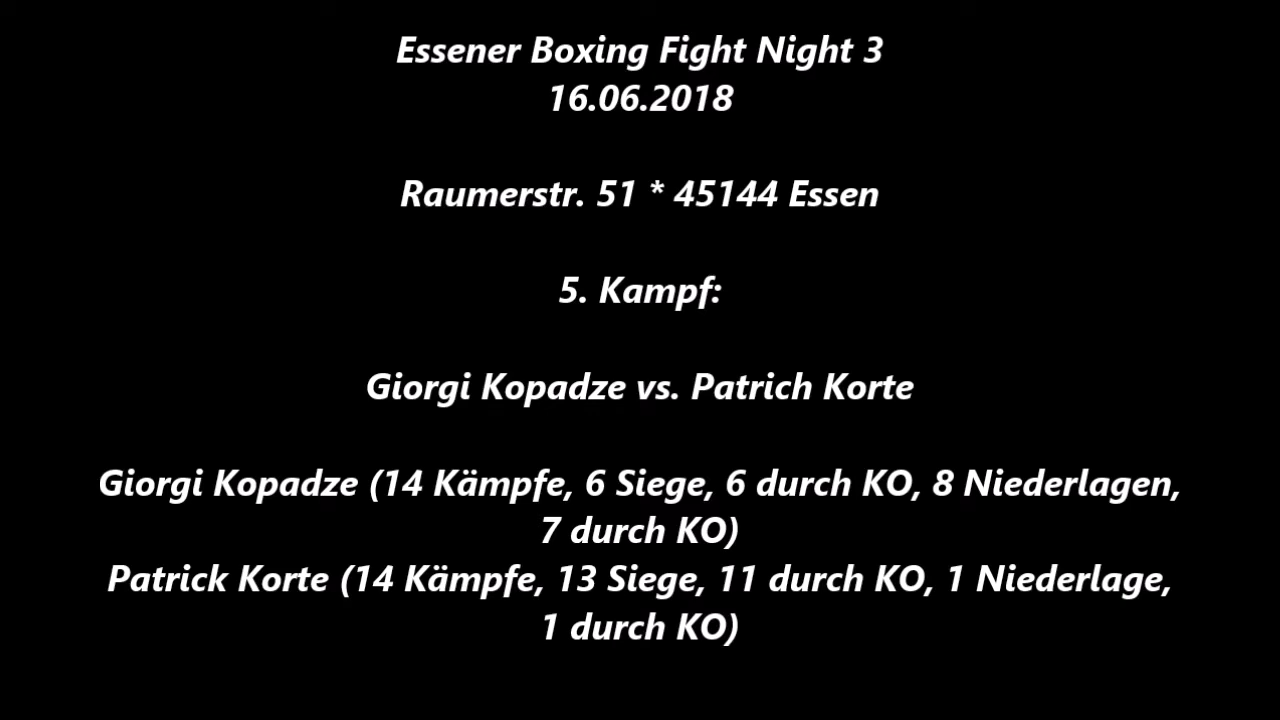 Essener Boxing Fight Night 3
16.06.2018
Raumerstr. 51 * 45144 Essen
5. Kampf:
Giorgi Kopadze vs. Patrich Korte
Giorgi Kopadze (14 Kämpfe, 6 Siege, 6 durch KO, 8 Niederlagen,
7 durch KO)
Patrick Korte (14 Kämpfe, 13 Siege, 11 durch KO, 1 Niederlage,
1 durch KO)